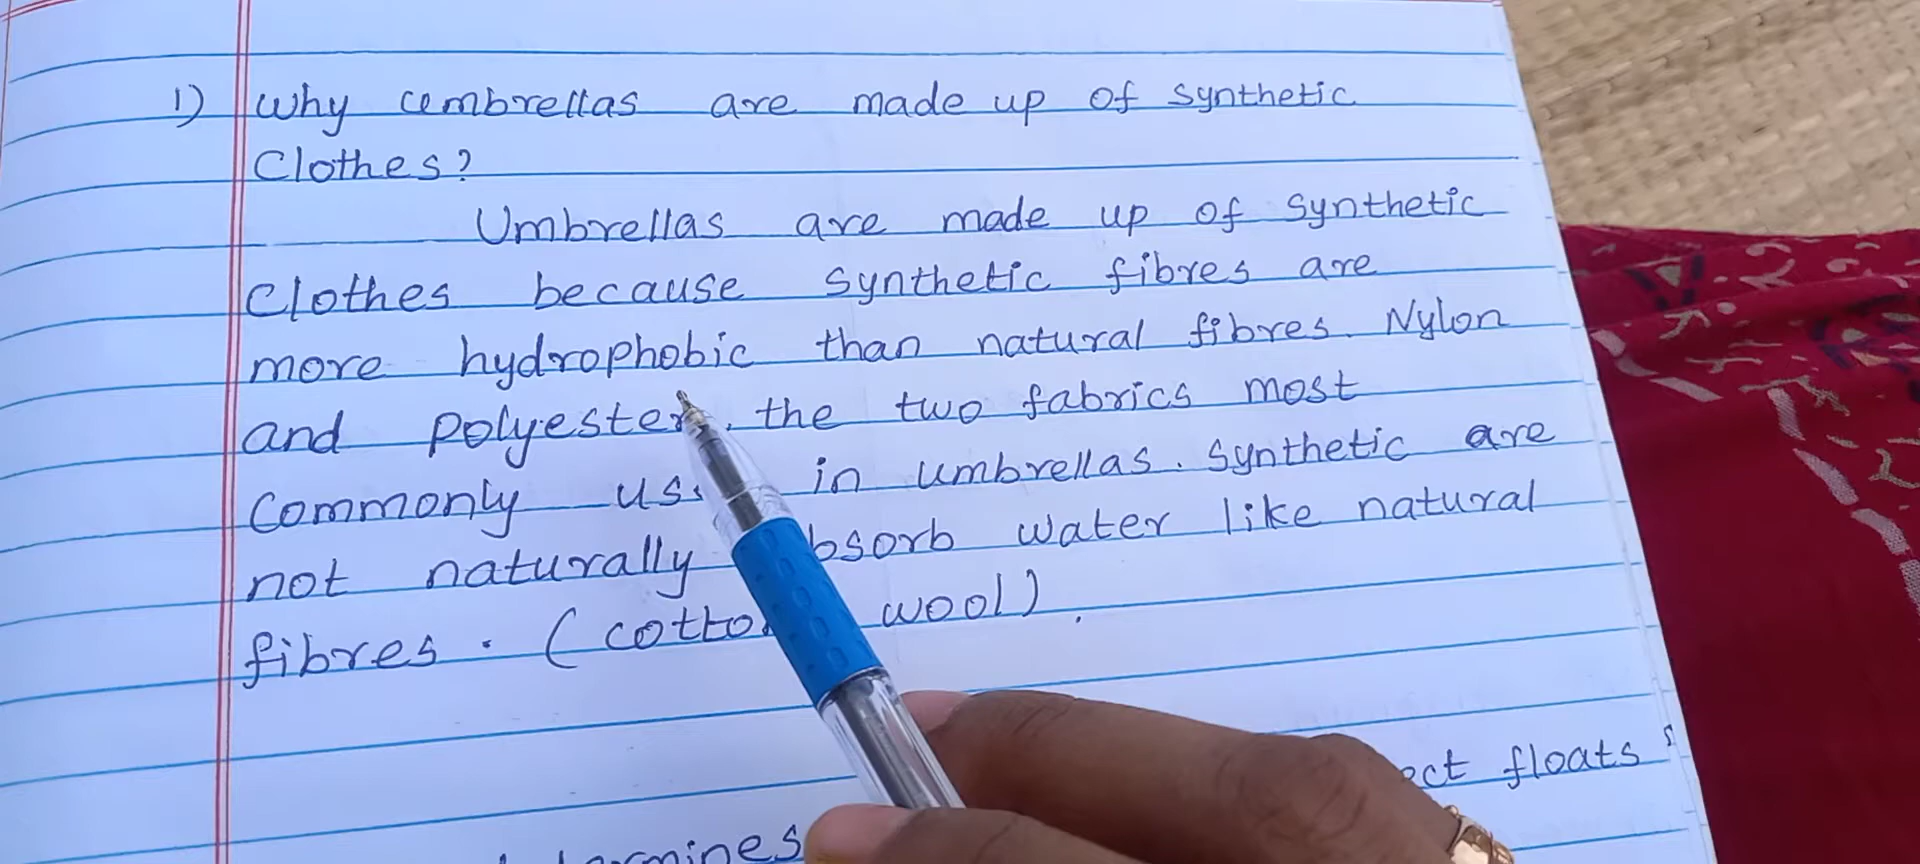 1) Why umbrellas are made up of synthetic
Clothes?
Umbrellas are made up of synthetic
Clothes because synthetic fibres are
more hydrophobic than natural fibres. Nylon
and polyester, the two fabrics most
commonly in umbrellas. synthetic are
not naturally water like natural
fibres. ( wool).
floats